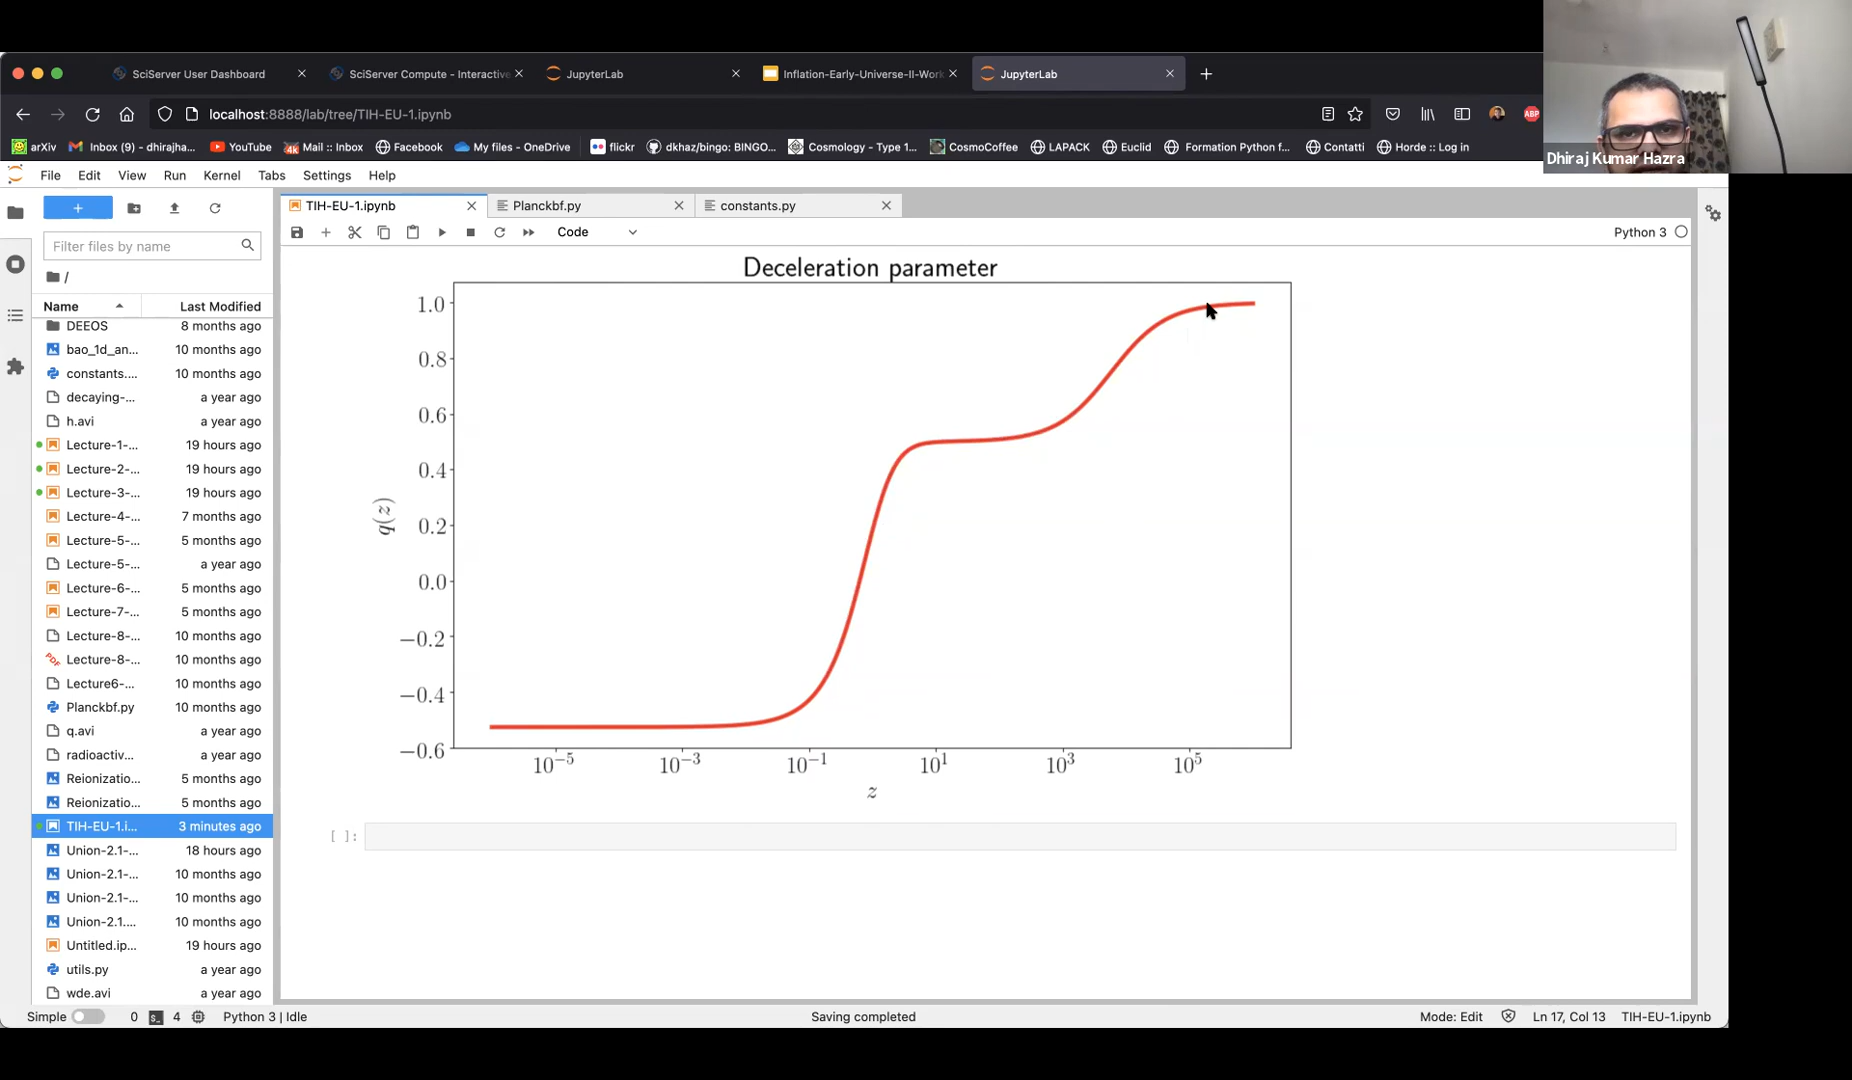 SciServer User Dashboard
SciServer Compute - Interactive
JupyterLab
Inflation-Early-Universe-II-Work
JupyterLab
localhost:8888/lab/tree/TIH-EU-1.ipynb
ABP
arXiv
Inbox (9) - dhirajha...
YouTube
4k Mail :: Inbox
Facebook
My files - OneDrive
flickr
dkhaz/bingo: BINGO...
Cosmology - Type 1...
CosmoCoffee
LAPACK
Euclid
Formation Python f...
Contatti
Horde :: Log in
Dhiraj Kumar Hazra
File Edit View Run Kernel Tabs Settings Help
TIH-EU-1.ipynb
Planckbf.py
constants.py
Code
Python 3
Filter files by name
/
Name Last Modified
DEEOS 8 months ago
bao_1d_an... 10 months ago
constants.... 10 months ago
decaying-... a year ago
h.avi a year ago
Lecture-1-... 19 hours ago
Lecture-2-... 19 hours ago
Lecture-3-... 19 hours ago
Lecture-4-... 7 months ago
Lecture-5-... 5 months ago
Lecture-5-... a year ago
Lecture-6-... 5 months ago
Lecture-7-... 5 months ago
Lecture-8-... 10 months ago
PDF Lecture-8-... 10 months ago
Lecture6-... 10 months ago
Planckbf.py 10 months ago
q.avi a year ago
radioactiv... a year ago
Reionizatio... 5 months ago
Reionizatio... 5 months ago
TIH-EU-1.i... 3 minutes ago
Union-2.1-... 18 hours ago
Union-2.1-... 10 months ago
Union-2.1-... 10 months ago
Union-2.1.... 10 months ago
Untitled.ip... 19 hours ago
utils.py a year ago
wde.avi a year ago
Deceleration parameter
1.0
0.8
0.6
0.4
0.2
0.0
−0.2
−0.4
−0.6
q(z)
10⁻⁵ 10⁻³ 10⁻¹ 10¹ 10³ 10⁵
z
[ ]:
Simple 0 4 Python 3 | Idle Saving completed Mode: Edit Ln 17, Col 13 TIH-EU-1.ipynb